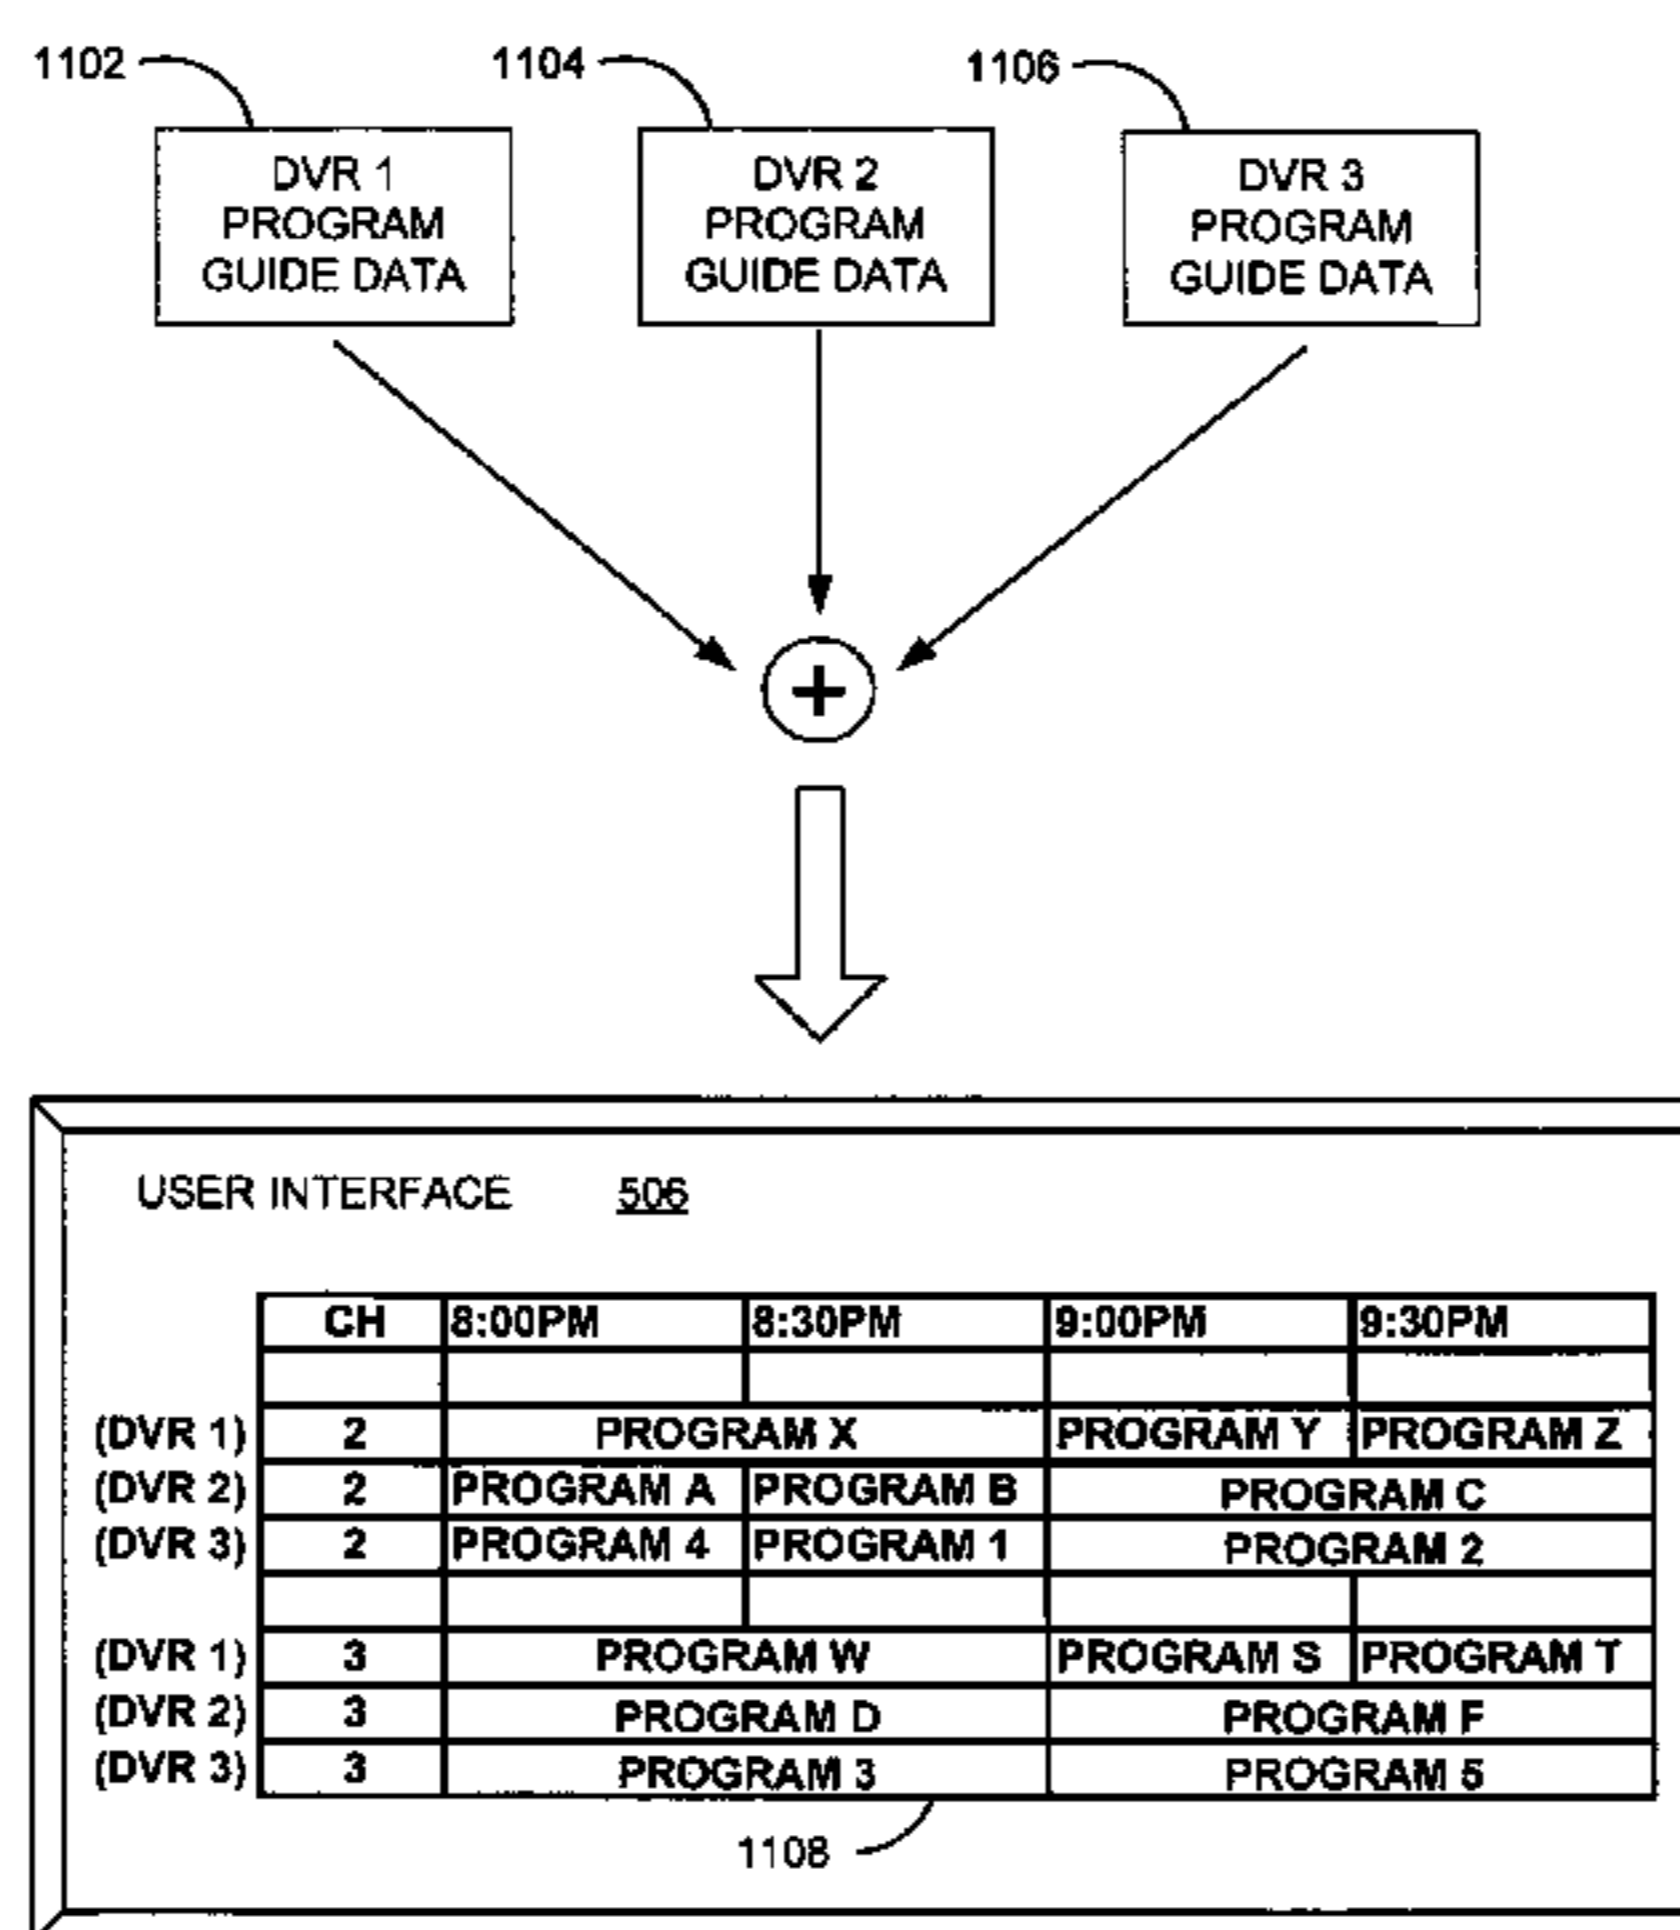 1102
1104
1106
DVR 1
PROGRAM
GUIDE DATA
DVR 2
PROGRAM
GUIDE DATA
DVR 3
PROGRAM
GUIDE DATA
+
USER INTERFACE 506
CH 8:00PM 8:30PM 9:00PM 9:30PM
(DVR 1) 2 PROGRAM X PROGRAM Y PROGRAM Z
(DVR 2) 2 PROGRAM A PROGRAM B PROGRAM C
(DVR 3) 2 PROGRAM 4 PROGRAM 1 PROGRAM 2
(DVR 1) 3 PROGRAM W PROGRAM S PROGRAM T
(DVR 2) 3 PROGRAM D PROGRAM F
(DVR 3) 3 PROGRAM 3 PROGRAM 5
1108